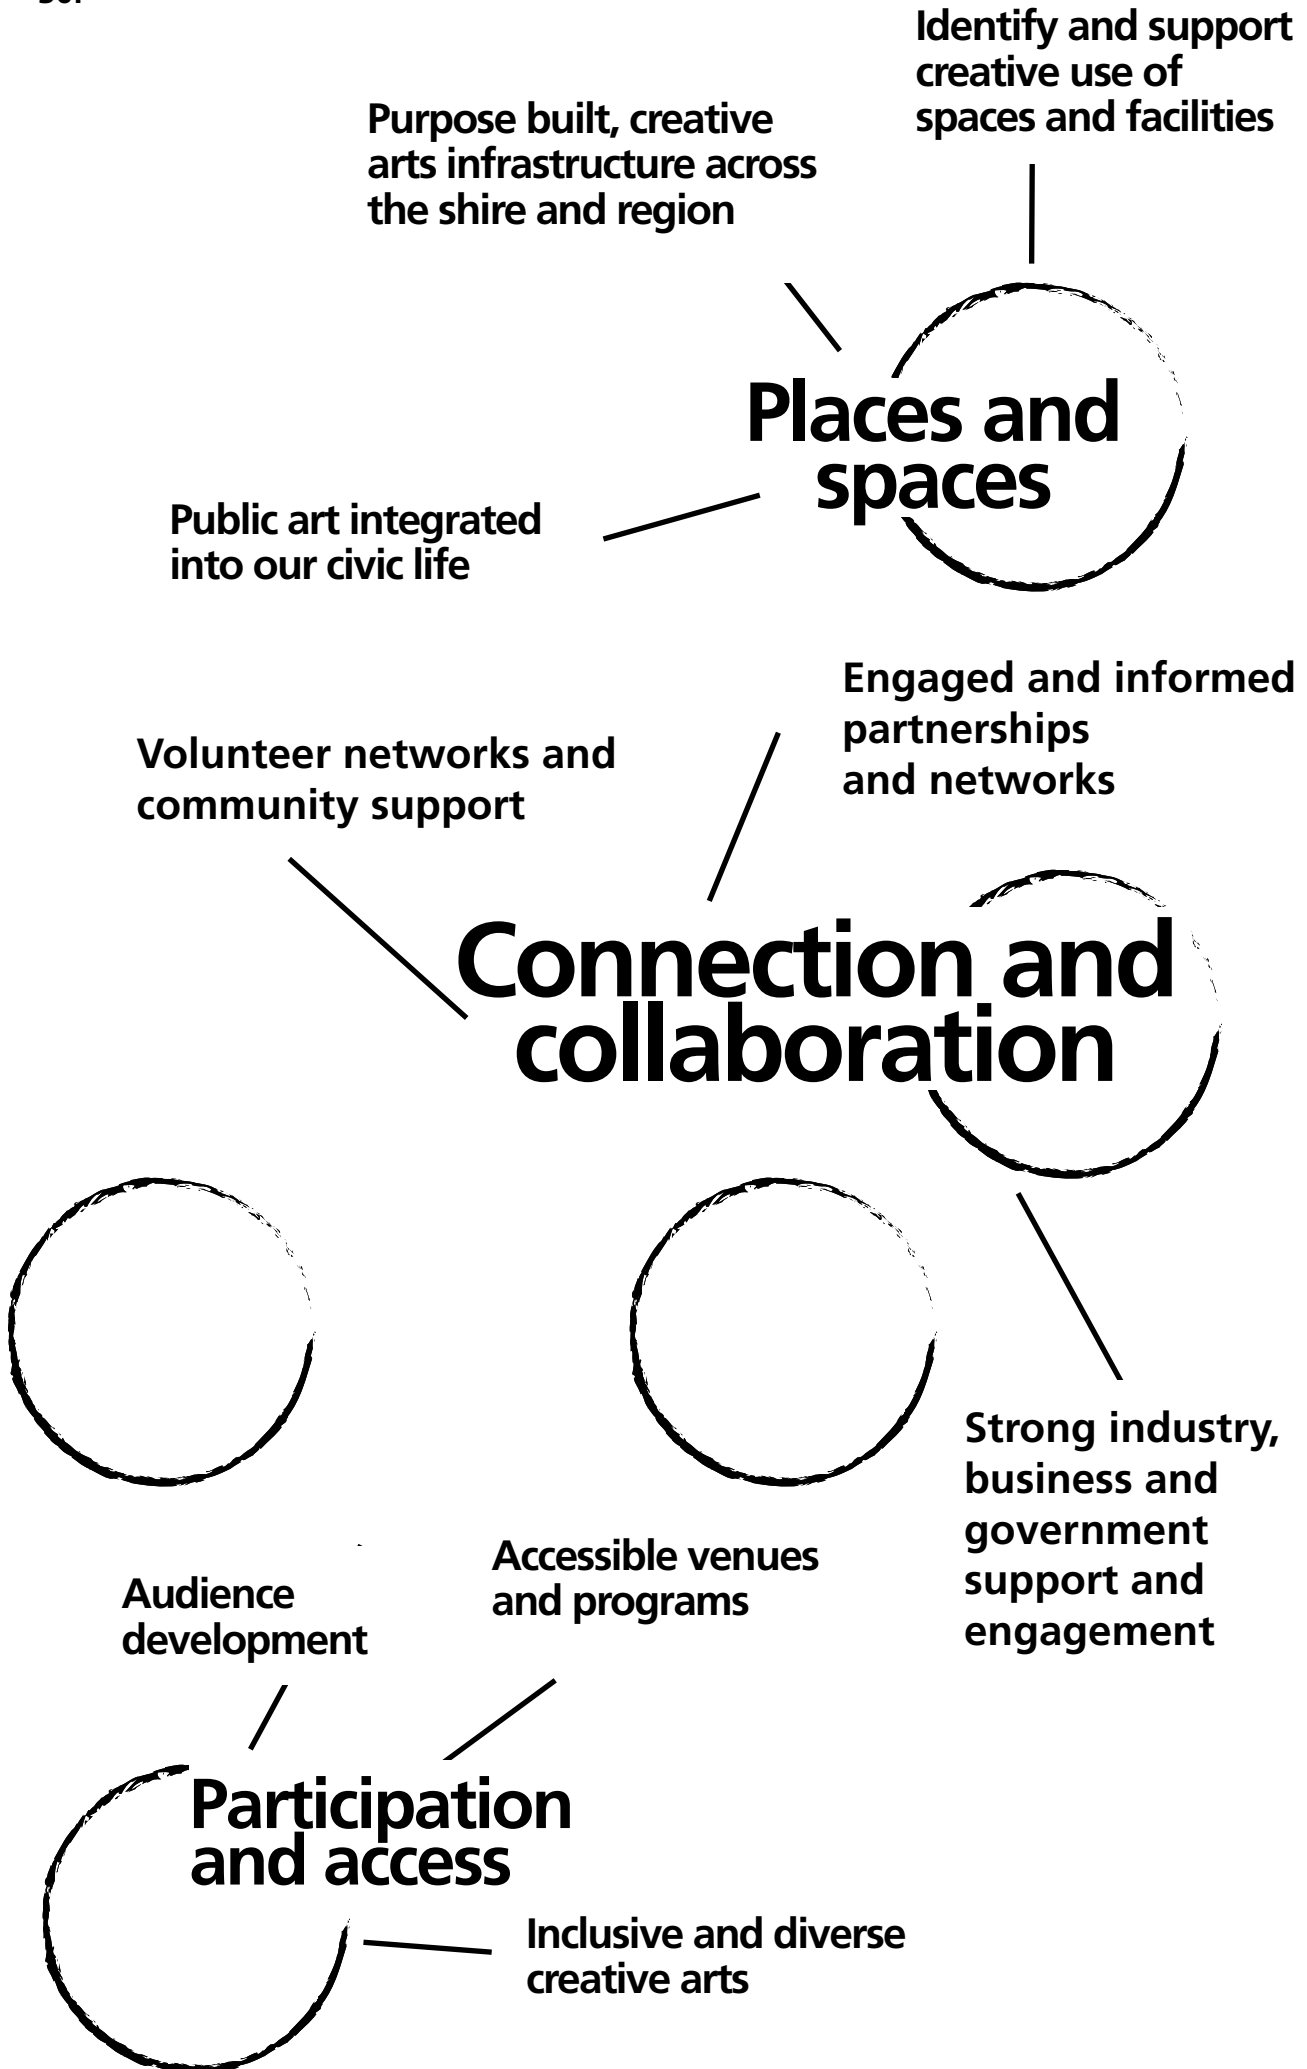 Identify and support
creative use of
spaces and facilities
Purpose built, creative
arts infrastructure across
the shire and region
Places and
spaces
Public art integrated
into our civic life
Engaged and informed
partnerships
and networks
Volunteer networks and
community support
Connection and
collaboration
Strong industry,
business and
government
support and
engagement
Accessible venues
and programs
Audience
development
Participation
and access
Inclusive and diverse
creative arts